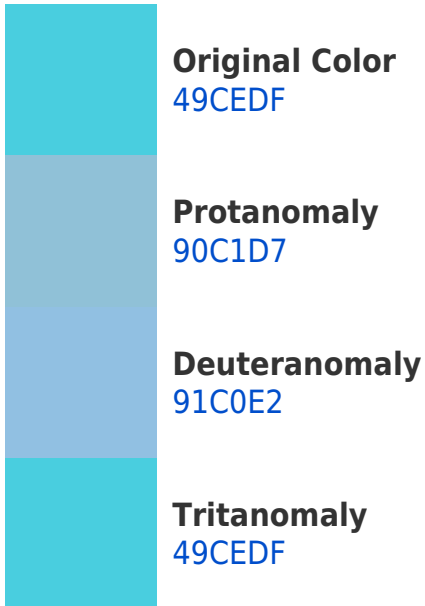 Original Color
49CEDF
Protanomaly
90C1D7
Deuteranomaly
91C0E2
Tritanomaly
49CEDF